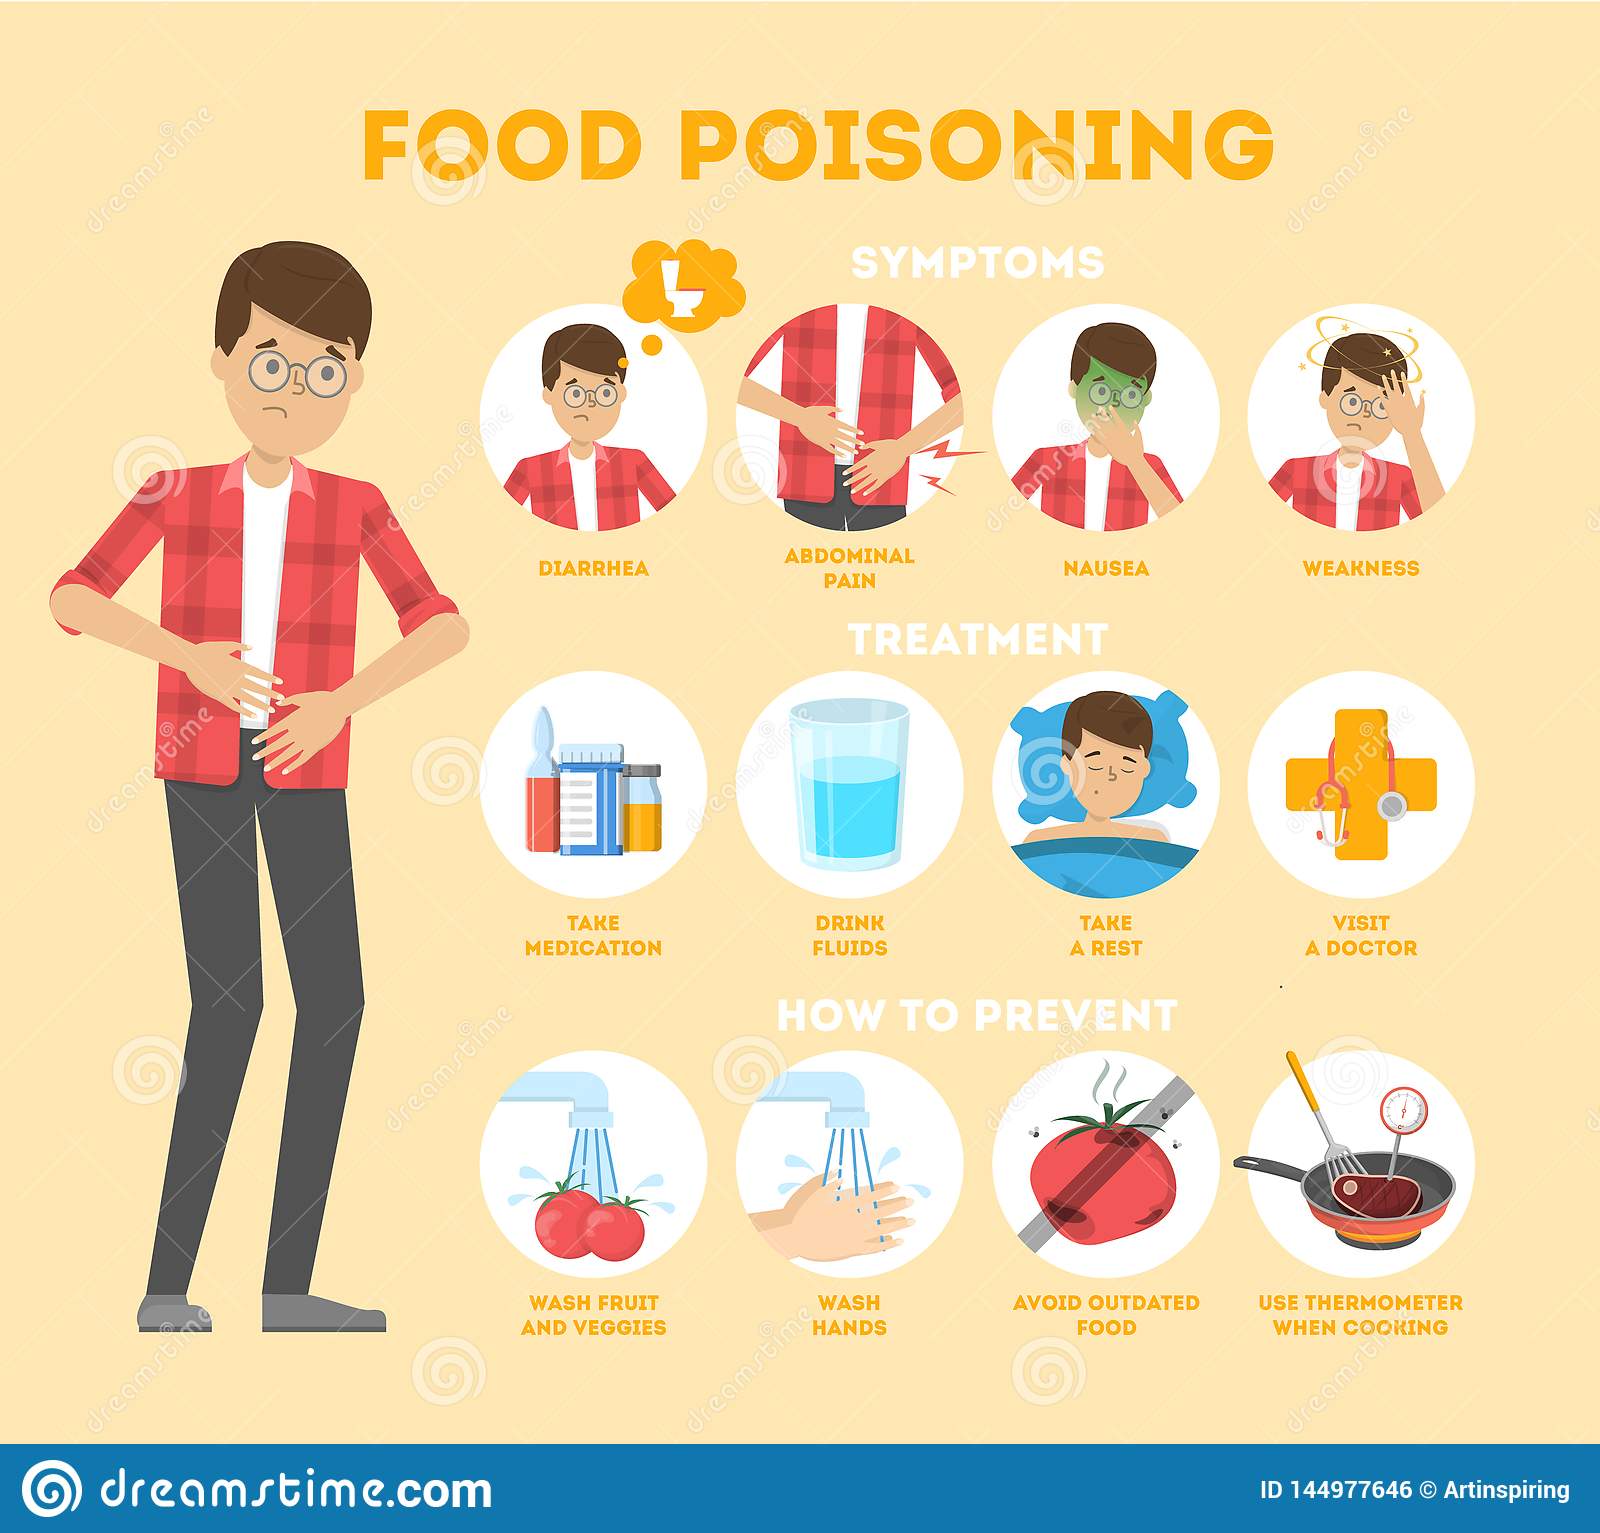 FOOD POISONING
SYMPTOMS
DIARRHEA
ABDOMINAL
PAIN
NAUSEA
WEAKNESS
TREATMENT
TAKE
MEDICATION
DRINK
FLUIDS
TAKE
A REST
VISIT
A DOCTOR
HOW TO PREVENT
WASH FRUIT
AND VEGGIES
WASH
HANDS
AVOID OUTDATED
FOOD
USE THERMOMETER
WHEN COOKING
dreamstime.com
ID 144977646 © Artinspiring